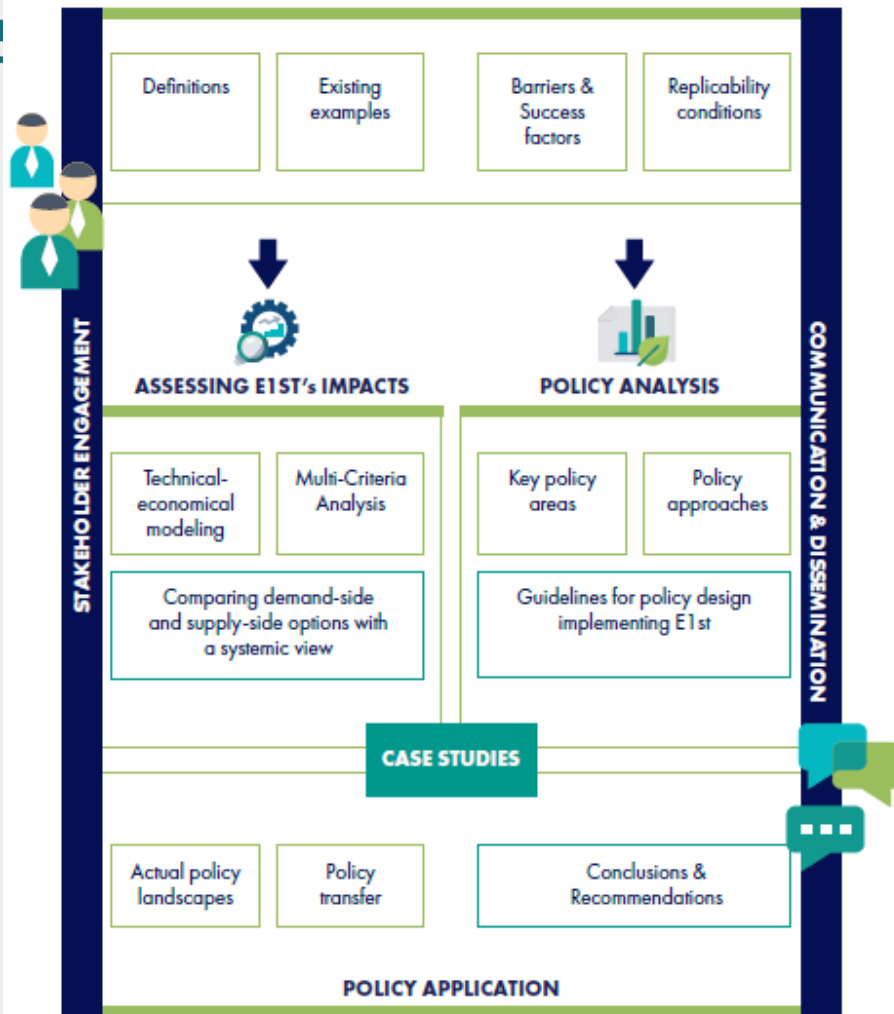 Definitions
Existing
examples
Barriers &
Success
factors
Replicability
conditions
STAKEHOLDER ENGAGEMENT
COMMUNICATION & DISSEMINATION
ASSESSING E1ST's IMPACTS
POLICY ANALYSIS
Technical-
economical
modeling
Multi-Criteria
Analysis
Key policy
areas
Policy
approaches
Comparing demand-side
and supply-side options with
a systemic view
Guidelines for policy design
implementing E1st
CASE STUDIES
Actual policy
landscapes
Policy
transfer
Conclusions &
Recommendations
POLICY APPLICATION